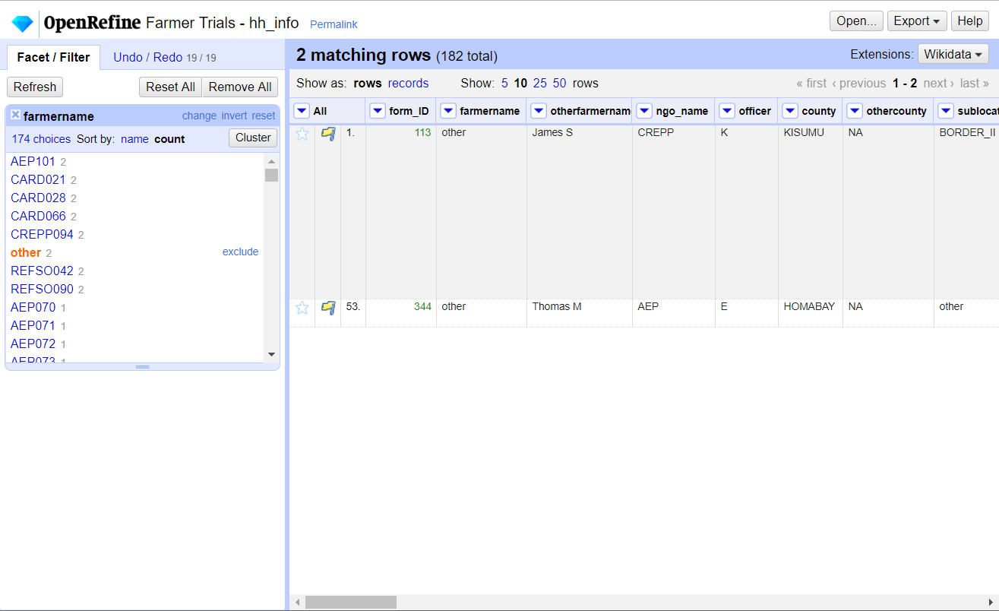 OpenRefine Farmer Trials - hh_info Permalink Open... Export Help
Facet / Filter Undo / Redo 19 / 19
Refresh Reset All Remove All
farmername change invert reset
174 choices Sort by: name count Cluster
AEP101 2
CARD021 2
CARD028 2
CARD066 2
CREPP094 2
other 2 exclude
REFSO042 2
REFSO090 2
AEP070 1
AEP071 1
AEP072 1
AEP073 1
2 matching rows (182 total) Extensions: Wikidata
Show as: rows records Show: 5 10 25 50 rows « first ‹ previous 1 - 2 next › last »
All form_ID farmername otherfarmernam ngo_name officer county othercounty sublocat
1. 113 other James S CREPP K KISUMU NA BORDER_II
53. 344 other Thomas M AEP E HOMABAY NA other